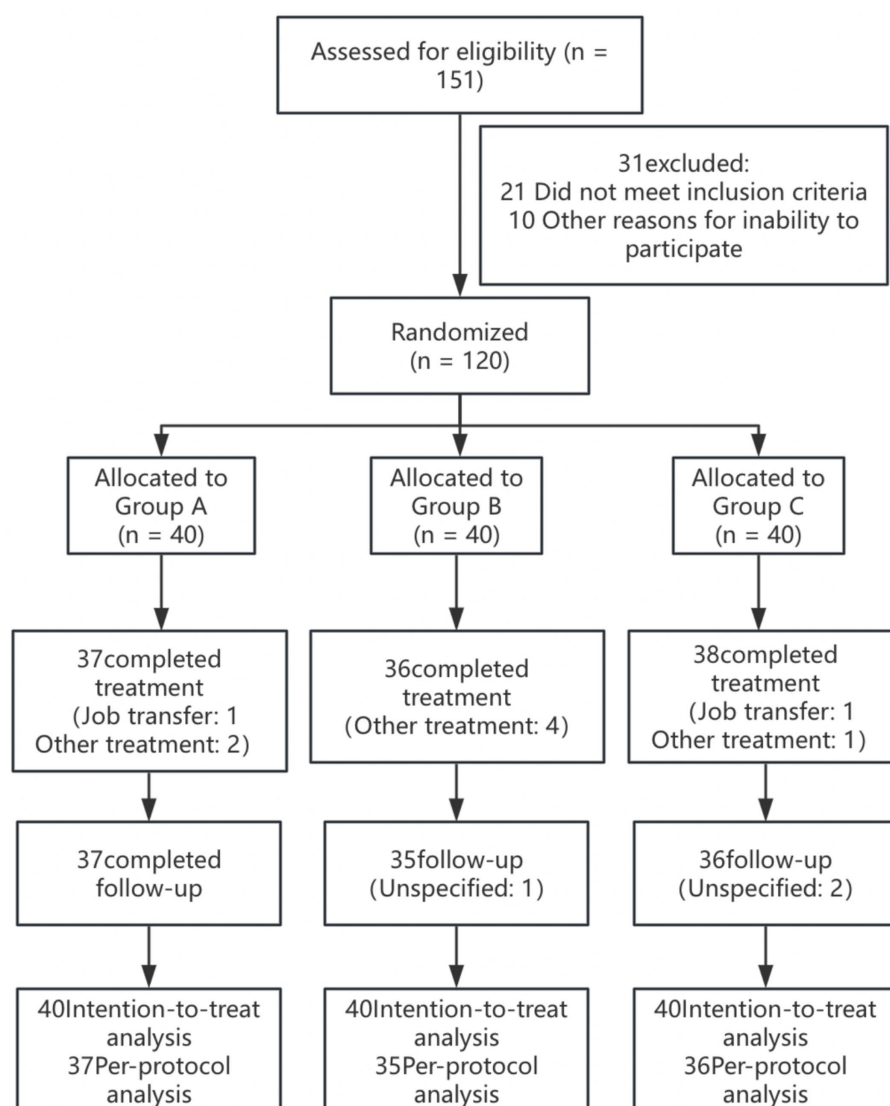 Assessed for eligibility (n =
151)
31excluded:
21 Did not meet inclusion criteria
10 Other reasons for inability to
participate
Randomized
(n = 120)
Allocated to
Group A
(n = 40)
Allocated to
Group B
(n = 40)
Allocated to
Group C
(n = 40)
37completed
treatment
(Job transfer: 1
Other treatment: 2)
36completed
treatment
(Other treatment: 4)
38completed
treatment
(Job transfer: 1
Other treatment: 1)
37completed
follow-up
35follow-up
(Unspecified: 1)
36follow-up
(Unspecified: 2)
40Intention-to-treat
analysis
37Per-protocol
analysis
40Intention-to-treat
analysis
35Per-protocol
analysis
40Intention-to-treat
analysis
36Per-protocol
analysis